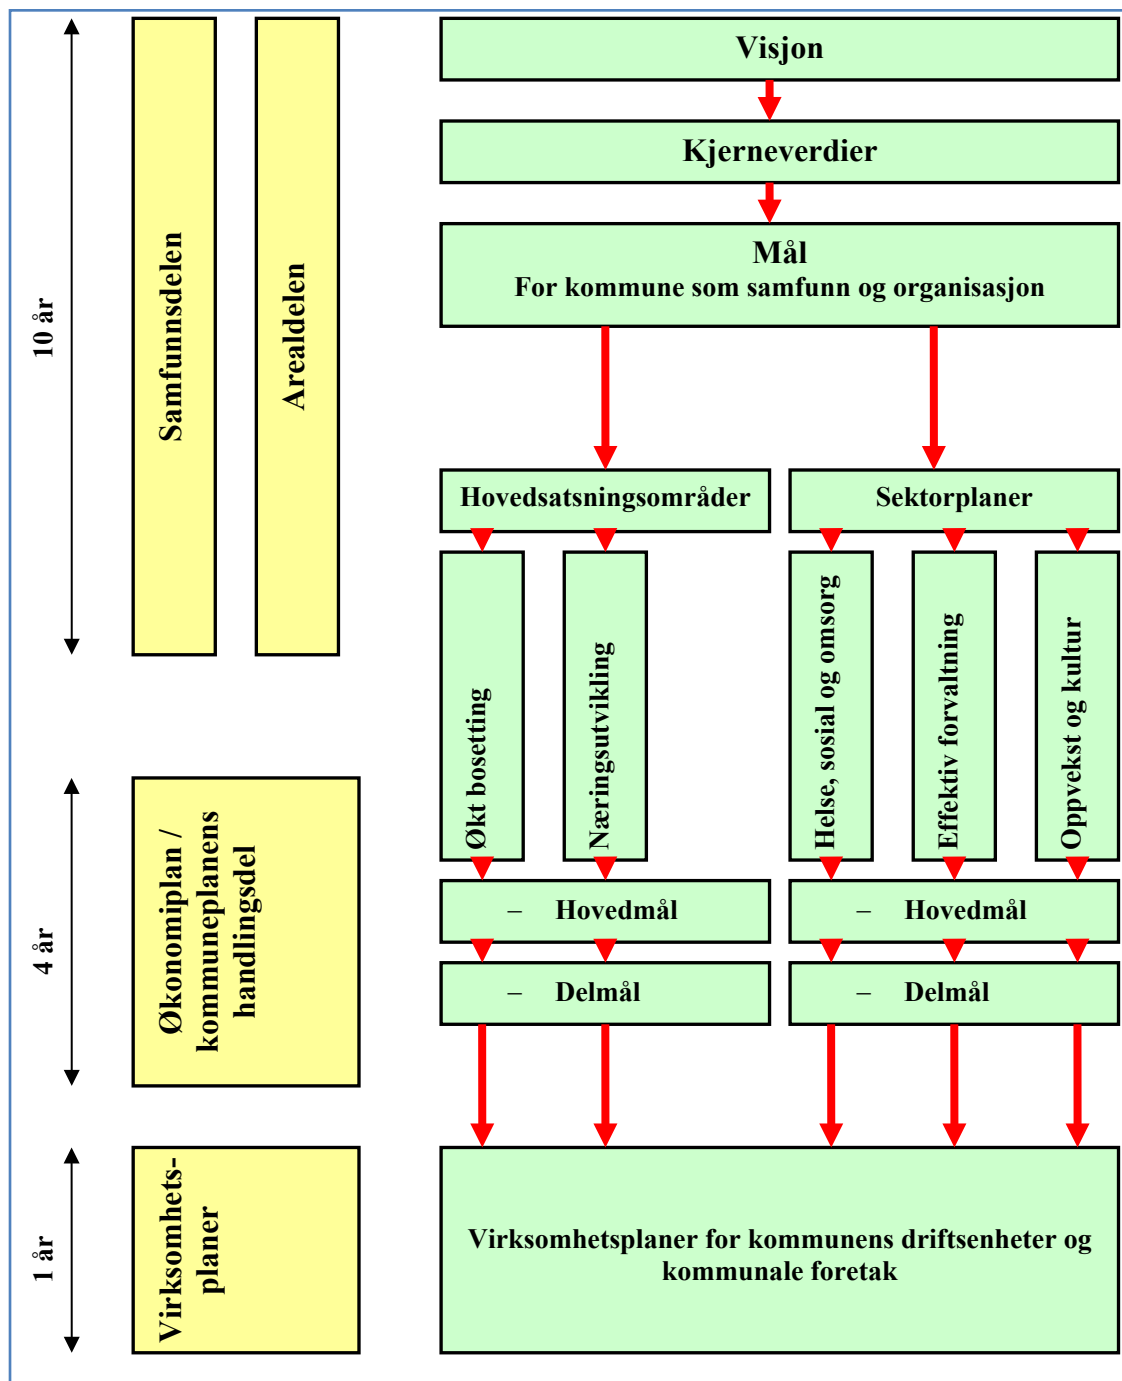 10 år
Samfunnsdelen
Arealdelen
Visjon
Kjerneverdier
Mål
For kommune som samfunn og organisasjon
Hovedsatsningsområder
Sektorplaner
Økt bosetting
Næringsutvikling
Helse, sosial og omsorg
Effektiv forvaltning
Oppvekst og kultur
4 år
Økonomiplan /
kommuneplanens
handlingsdel
– Hovedmål
– Hovedmål
– Delmål
– Delmål
1 år
Virksomhets-
planer
Virksomhetsplaner for kommunens driftsenheter og
kommunale foretak